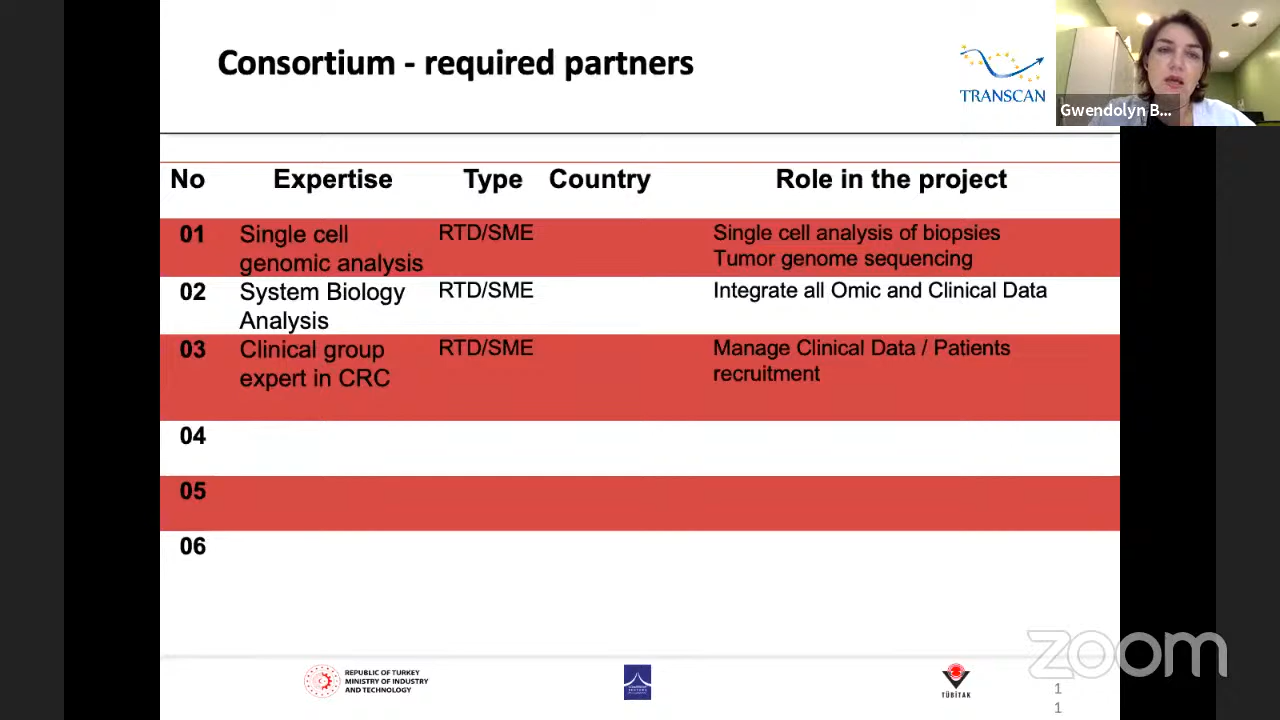 Consortium - required partners
TRANSCAN
Gwendolyn B...
No Expertise Type Country Role in the project
01 Single cell genomic analysis RTD/SME Single cell analysis of biopsies
Tumor genome sequencing
02 System Biology Analysis RTD/SME Integrate all Omic and Clinical Data
03 Clinical group expert in CRC RTD/SME Manage Clinical Data / Patients recruitment
04
05
06
REPUBLIC OF TURKEY
MINISTRY OF INDUSTRY
AND TECHNOLOGY
TÜBİTAK
zoom
1
1